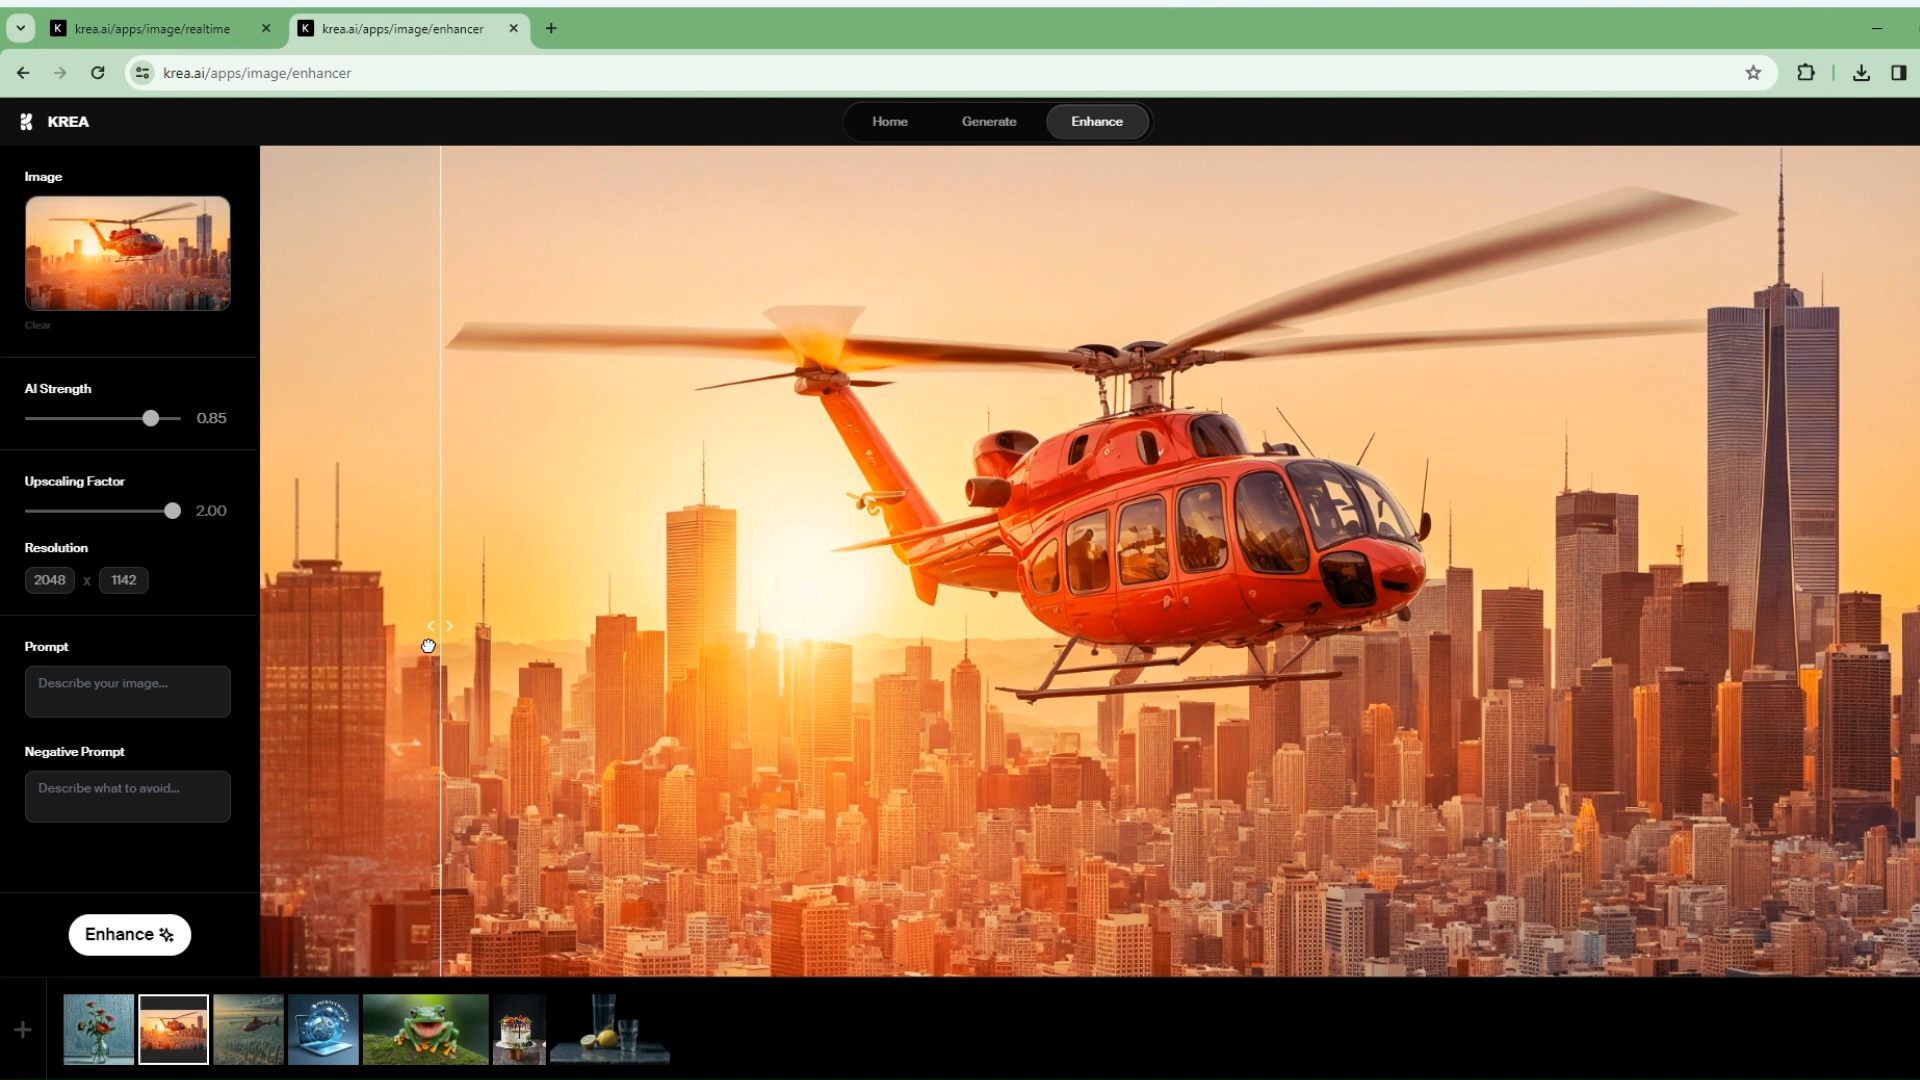 krea.ai/apps/image/realtime
krea.ai/apps/image/enhancer
krea.ai/apps/image/enhancer
KREA
Home
Generate
Enhance
Image
Clear
AI Strength
0.85
Upscaling Factor
2.00
Resolution
2048 x 1142
Prompt
Describe your image...
Negative Prompt
Describe what to avoid...
Enhance